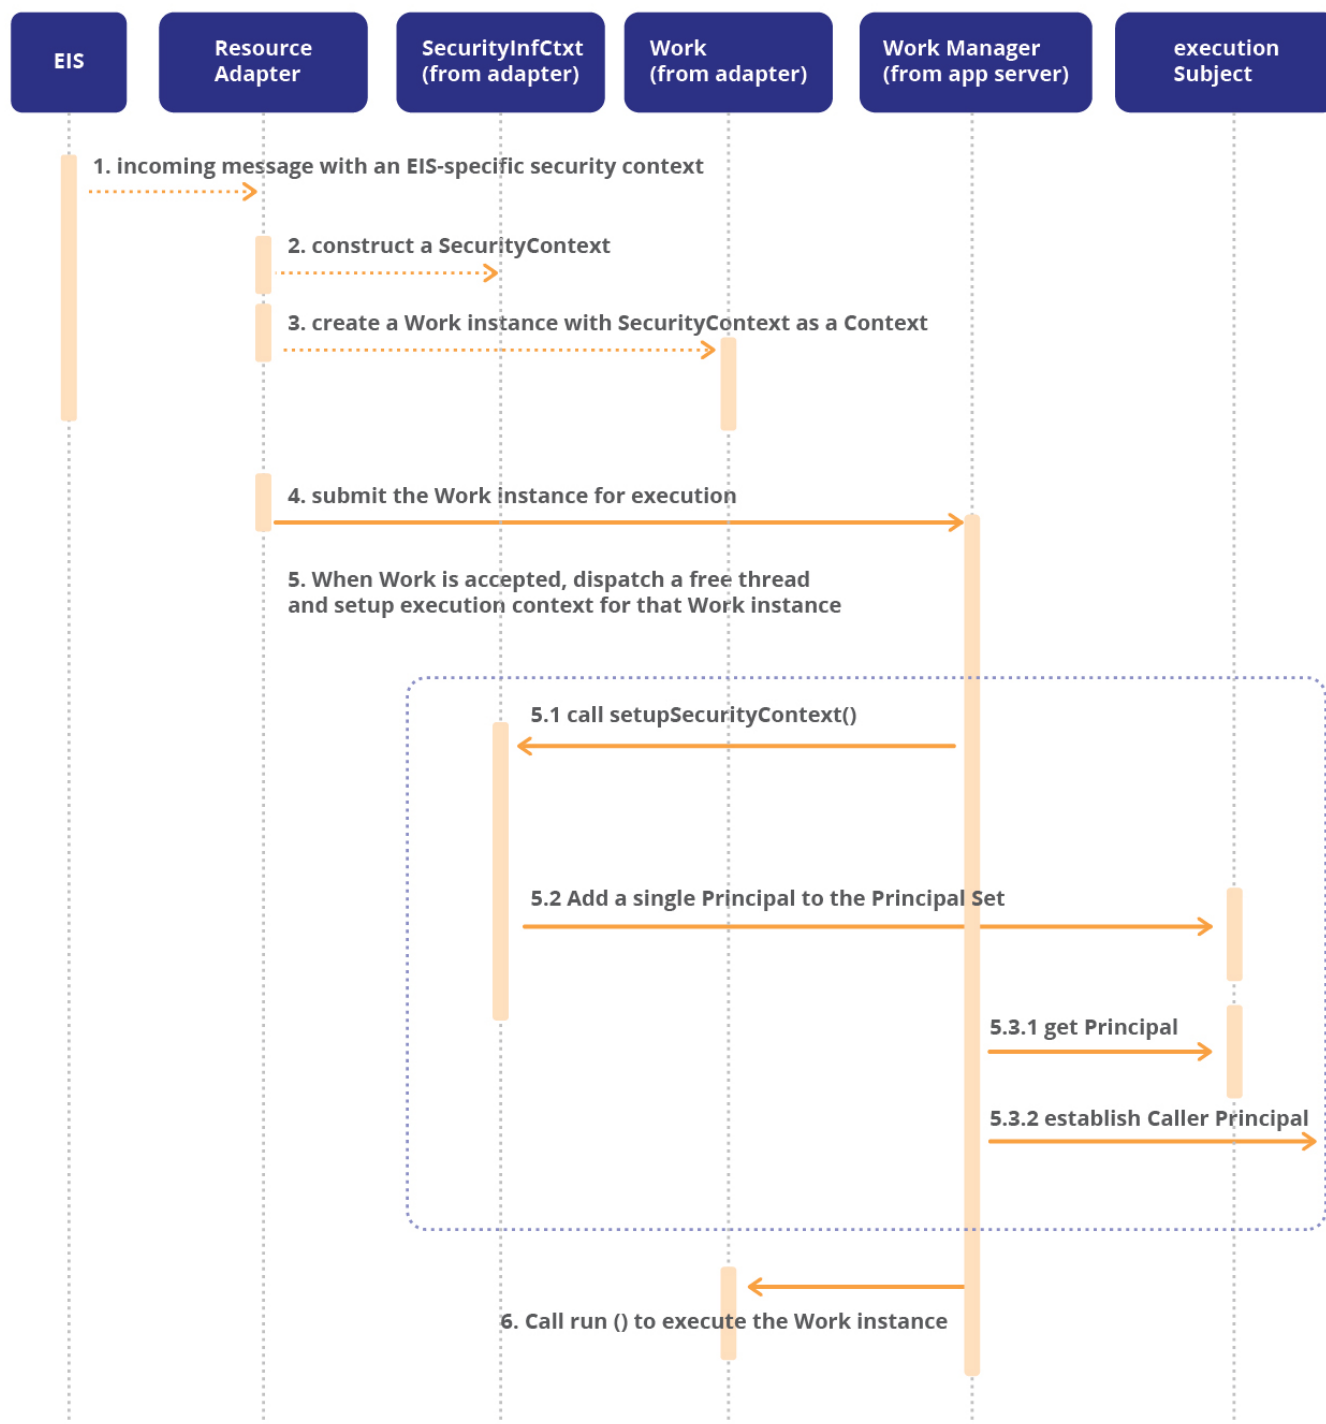 EIS
Resource
Adapter
SecurityInfCtxt
(from adapter)
Work
(from adapter)
Work Manager
(from app server)
execution
Subject
1. incoming message with an EIS-specific security context
2. construct a SecurityContext
3. create a Work instance with SecurityContext as a Context
4. submit the Work instance for execution
5. When Work is accepted, dispatch a free thread
and setup execution context for that Work instance
5.1 call setupSecurityContext()
5.2 Add a single Principal to the Principal Set
5.3.1 get Principal
5.3.2 establish Caller Principal
6. Call run () to execute the Work instance